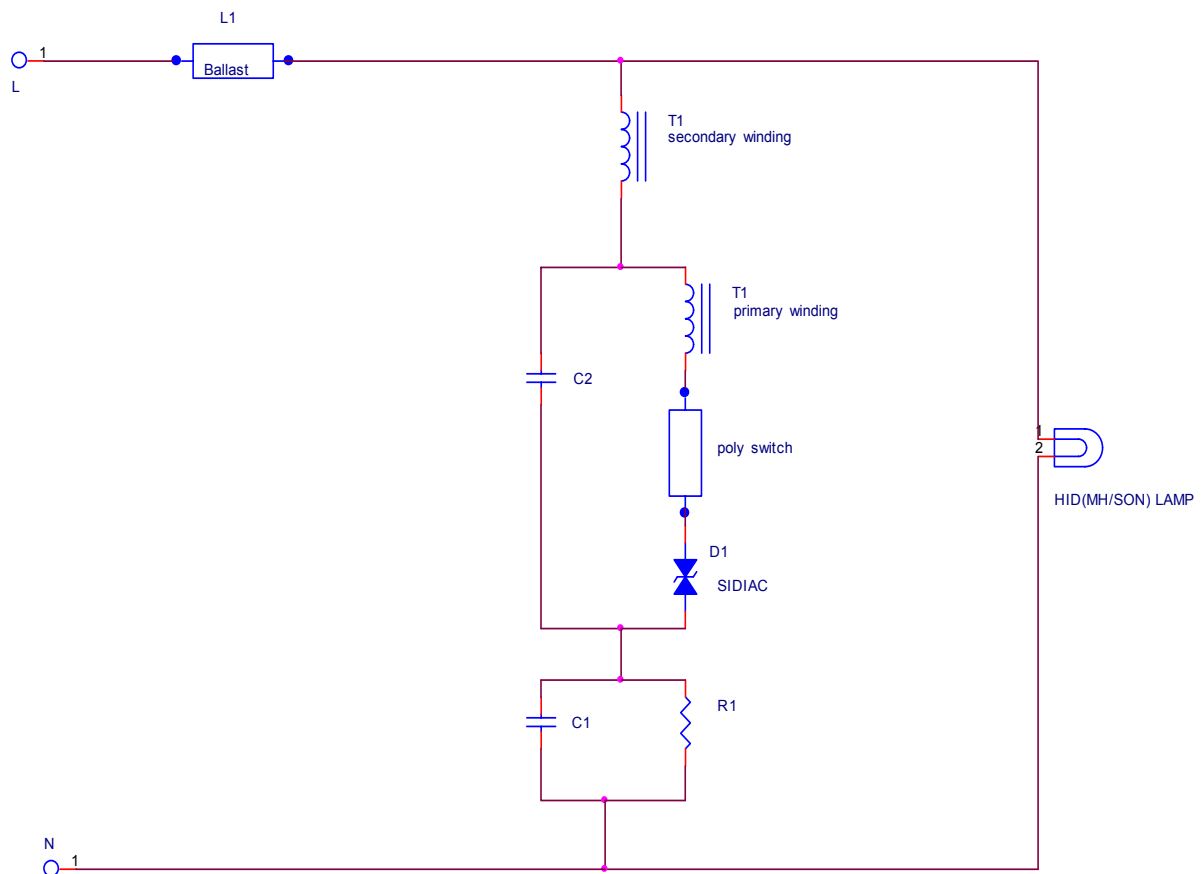 L1
1
Ballast
L
T1
secondary winding
T1
primary winding
C2
1
2
poly switch
HID(MH/SON) LAMP
D1
SIDIAC
R1
C1
N
1